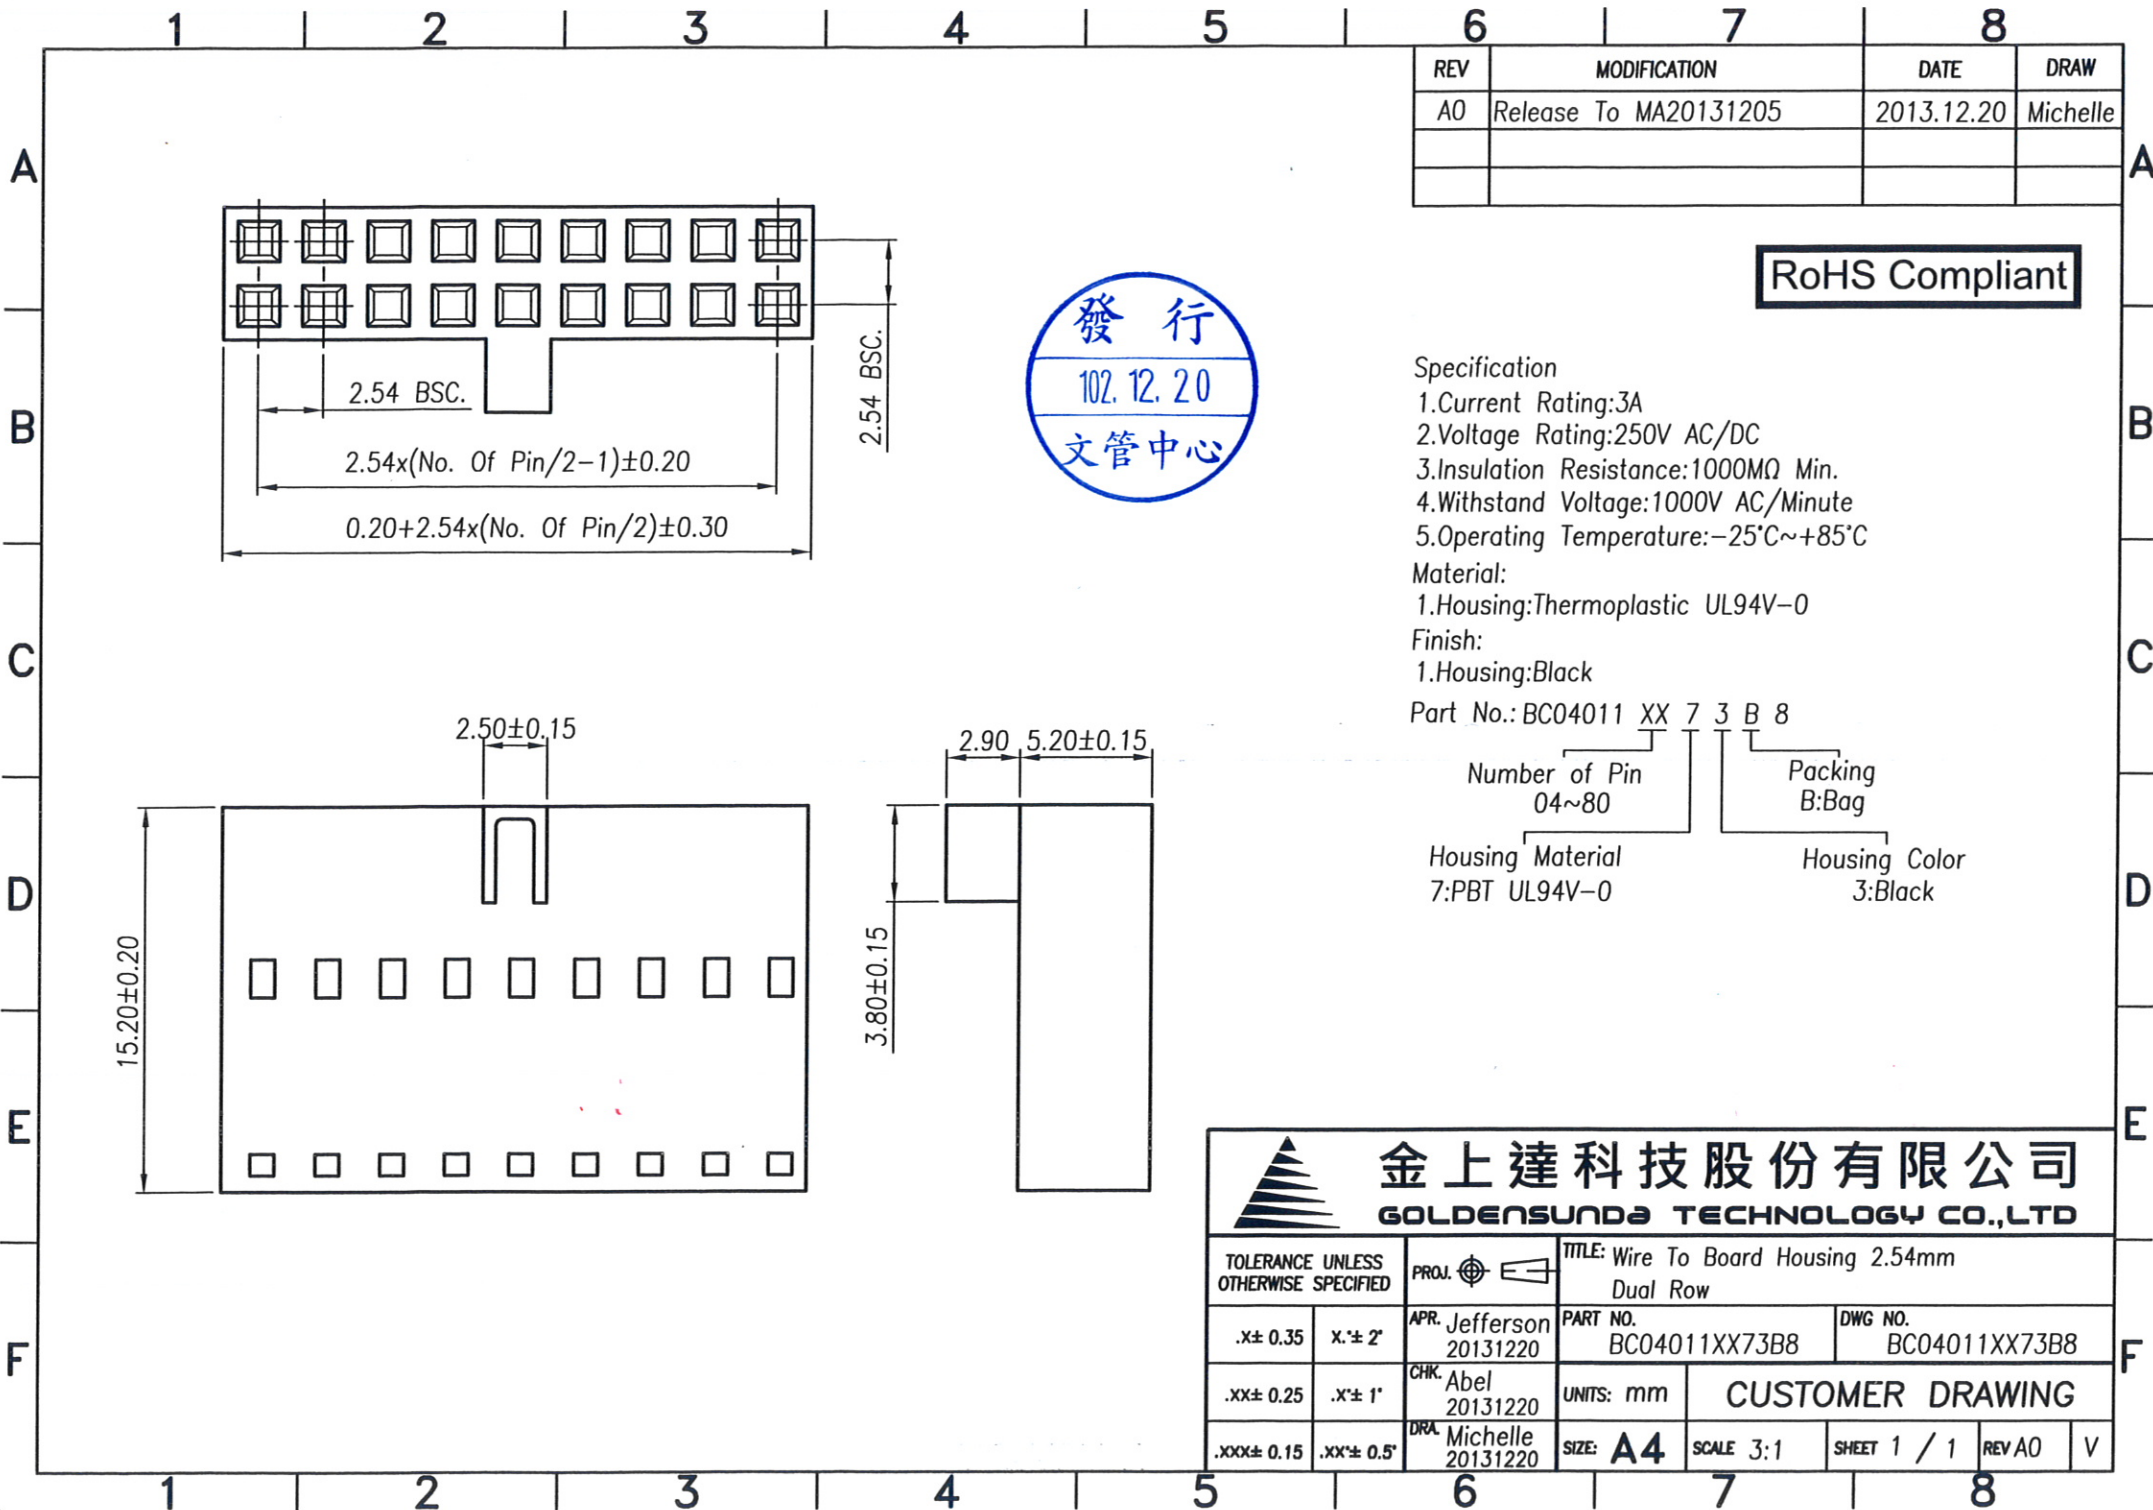 1 2 3 4 5 6 7 8
REV MODIFICATION DATE DRAW
A0 Release To MA20131205 2013.12.20 Michelle
A A
RoHS Compliant
2.54 BSC.
2.54 BSC.
2.54x(No. Of Pin/2-1)±0.20
0.20+2.54x(No. Of Pin/2)±0.30
發 行
102.12.20
文管中心
B B
Specification
1.Current Rating:3A
2.Voltage Rating:250V AC/DC
3.Insulation Resistance:1000MΩ Min.
4.Withstand Voltage:1000V AC/Minute
5.Operating Temperature:-25°C~+85°C
Material:
1.Housing:Thermoplastic UL94V-0
Finish:
1.Housing:Black
C C
Part No.: BC04011 XX 7 3 B 8
Number of Pin
04~80
Packing
B:Bag
Housing Material
7:PBT UL94V-0
Housing Color
3:Black
2.50±0.15
2.90 5.20±0.15
D D
15.20±0.20
3.80±0.15
E E
金上達科技股份有限公司
GOLDENSUNDA TECHNOLOGY CO.,LTD
TOLERANCE UNLESS
OTHERWISE SPECIFIED
PROJ.
TITLE: Wire To Board Housing 2.54mm
Dual Row
.X± 0.35 X.°± 2°
APR. Jefferson
20131220
PART NO.
BC04011XX73B8
DWG NO.
BC04011XX73B8
F F
.XX± 0.25 .X°± 1°
CHK. Abel
20131220
UNITS: mm
CUSTOMER DRAWING
.XXX± 0.15 .XX°± 0.5°
DRA. Michelle
20131220
SIZE: A4 SCALE 3:1 SHEET 1 / 1 REV A0 V
1 2 3 4 5 6 7 8